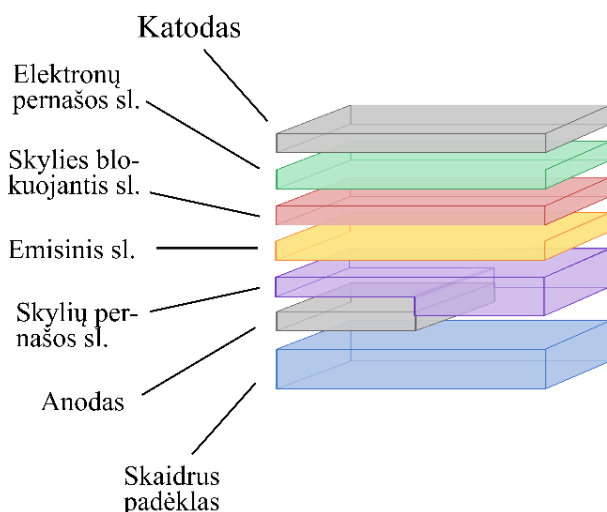 Katodas
Elektronų
pernašos sl.
Skylies blo-
kuojantis sl.
Emisinis sl.
Skylių per-
našos sl.
Anodas
Skaidrus
padėklas